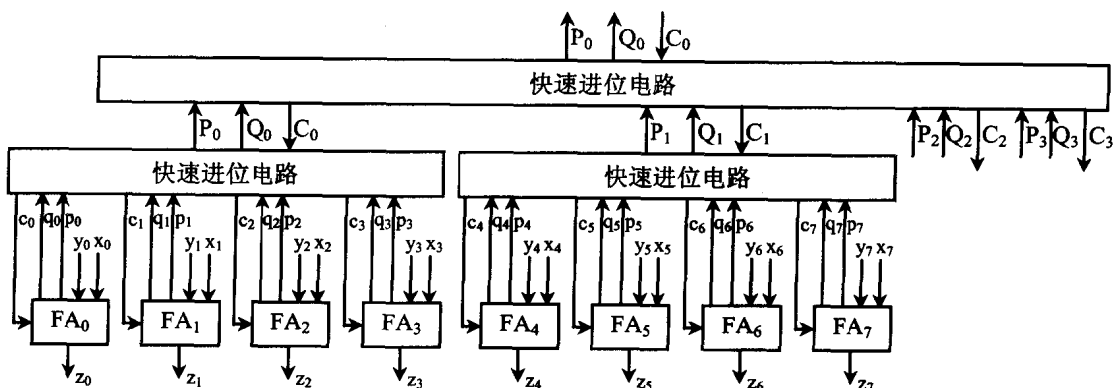 P₀ Q₀ C₀
快速进位电路
P₀ Q₀ C₀ P₁ Q₁ C₁ P₂ Q₂ C₂ P₃ Q₃ C₃
快速进位电路 快速进位电路
c₀ q₀ p₀ c₁ q₁ p₁ c₂ q₂ p₂ c₃ q₃ p₃ c₄ q₄ p₄ c₅ q₅ p₅ c₆ q₆ p₆ c₇ q₇ p₇
y₀ x₀ y₁ x₁ y₂ x₂ y₃ x₃ y₄ x₄ y₅ x₅ y₆ x₆ y₇ x₇
FA₀ FA₁ FA₂ FA₃ FA₄ FA₅ FA₆ FA₇
z₀ z₁ z₂ z₃ z₄ z₅ z₆ z₇